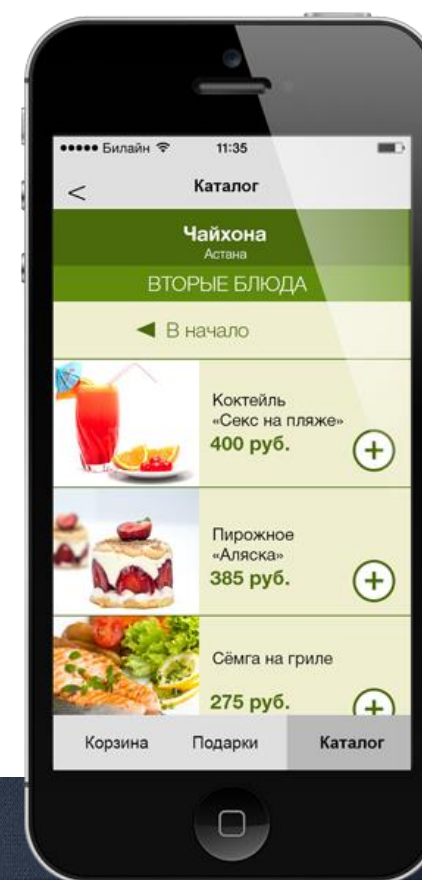 Билайн 11:35
< Каталог
Чайхона
Астана
ВТОРЫЕ БЛЮДА
В начало
Коктейль
«Секс на пляже»
400 руб.
Пирожное
«Аляска»
385 руб.
Сёмга на гриле
275 руб.
Корзина Подарки Каталог